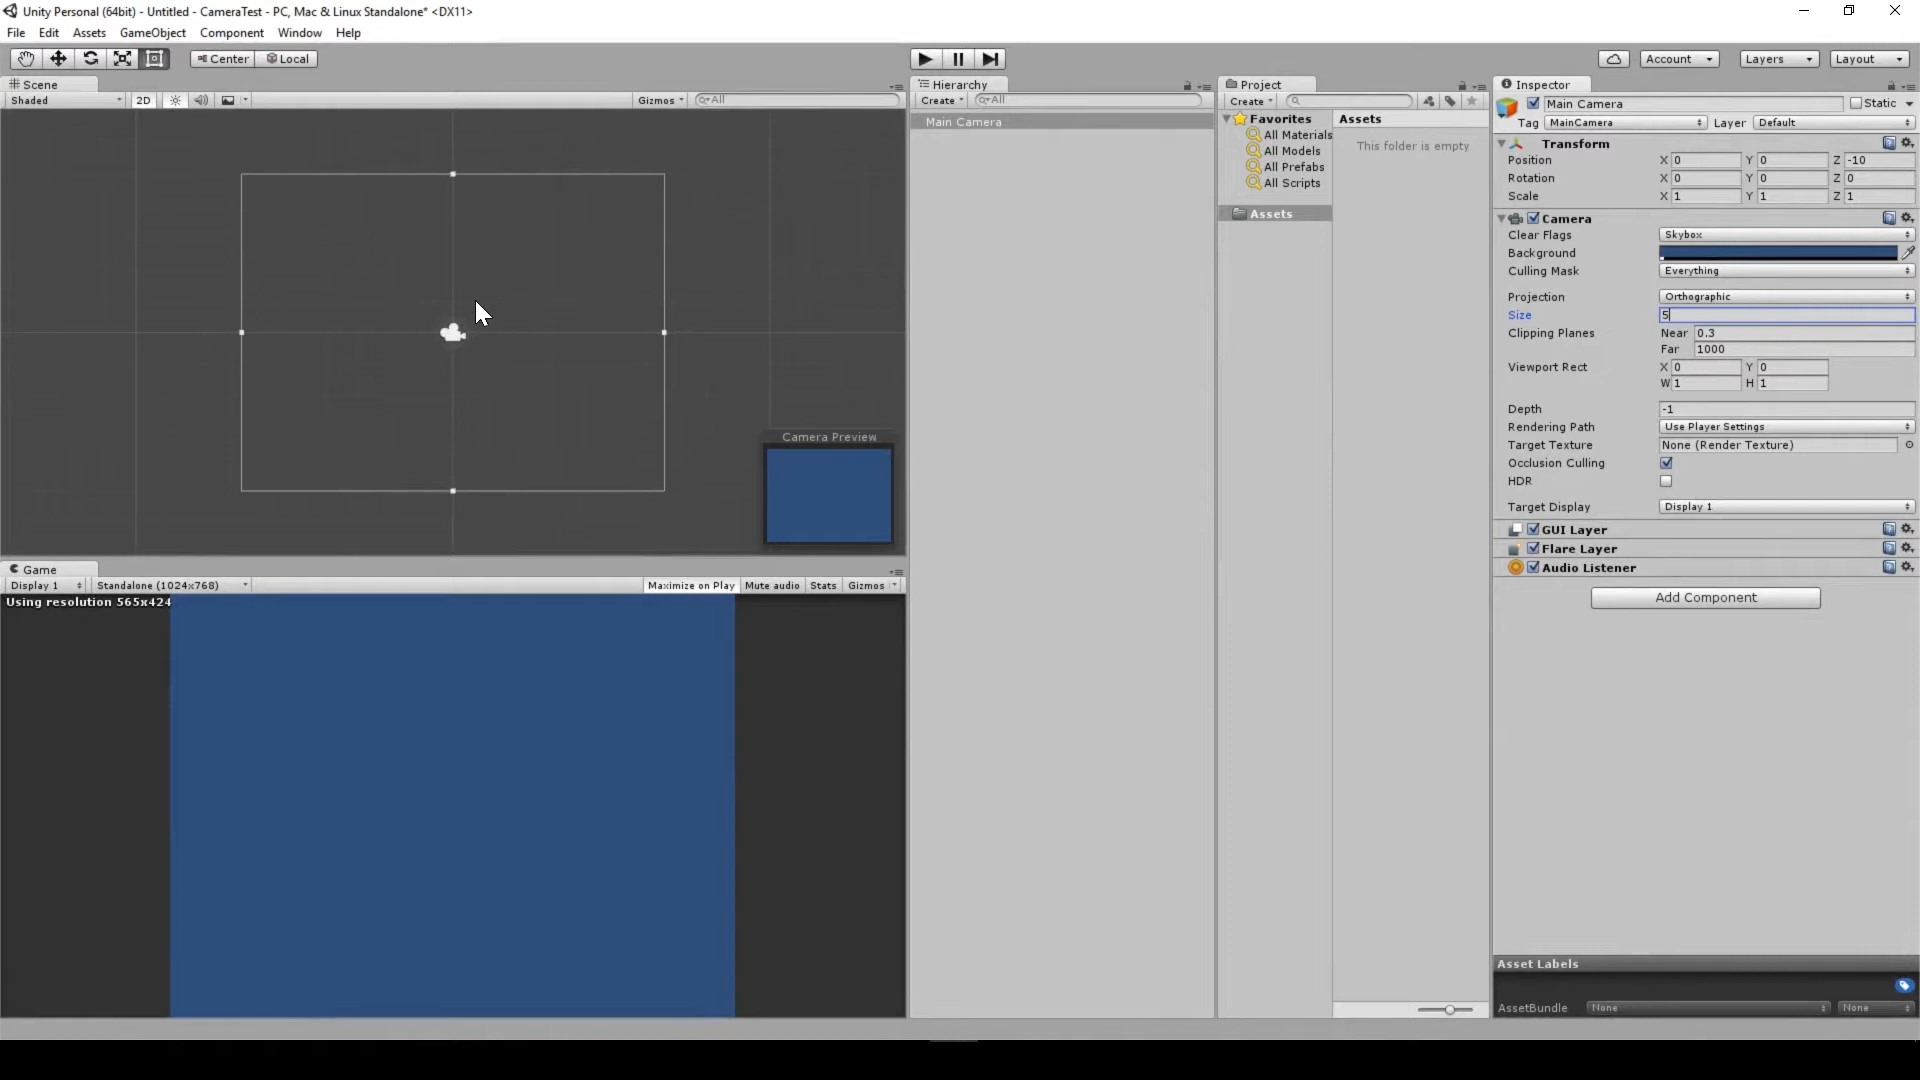 Unity Personal (64bit) - Untitled - CameraTest - PC, Mac & Linux Standalone* <DX11>
File Edit Assets GameObject Component Window Help
Center Local
Account Layers Layout
Scene
Shaded 2D Gizmos All
Camera Preview
Game
Display 1 Standalone (1024x768) Maximize on Play Mute audio Stats Gizmos
Using resolution 565x424
Hierarchy
Create All
Main Camera
Project
Create
Favorites
All Materials
All Models
All Prefabs
All Scripts
Assets
Assets
This folder is empty
Inspector
Main Camera Static
Tag MainCamera Layer Default
Transform
Position X 0 Y 0 Z -10
Rotation X 0 Y 0 Z 0
Scale X 1 Y 1 Z 1
Camera
Clear Flags Skybox
Background
Culling Mask Everything
Projection Orthographic
Size 5
Clipping Planes Near 0.3
Far 1000
Viewport Rect X 0 Y 0
W 1 H 1
Depth -1
Rendering Path Use Player Settings
Target Texture None (Render Texture)
Occlusion Culling
HDR
Target Display Display 1
GUI Layer
Flare Layer
Audio Listener
Add Component
Asset Labels
AssetBundle None None